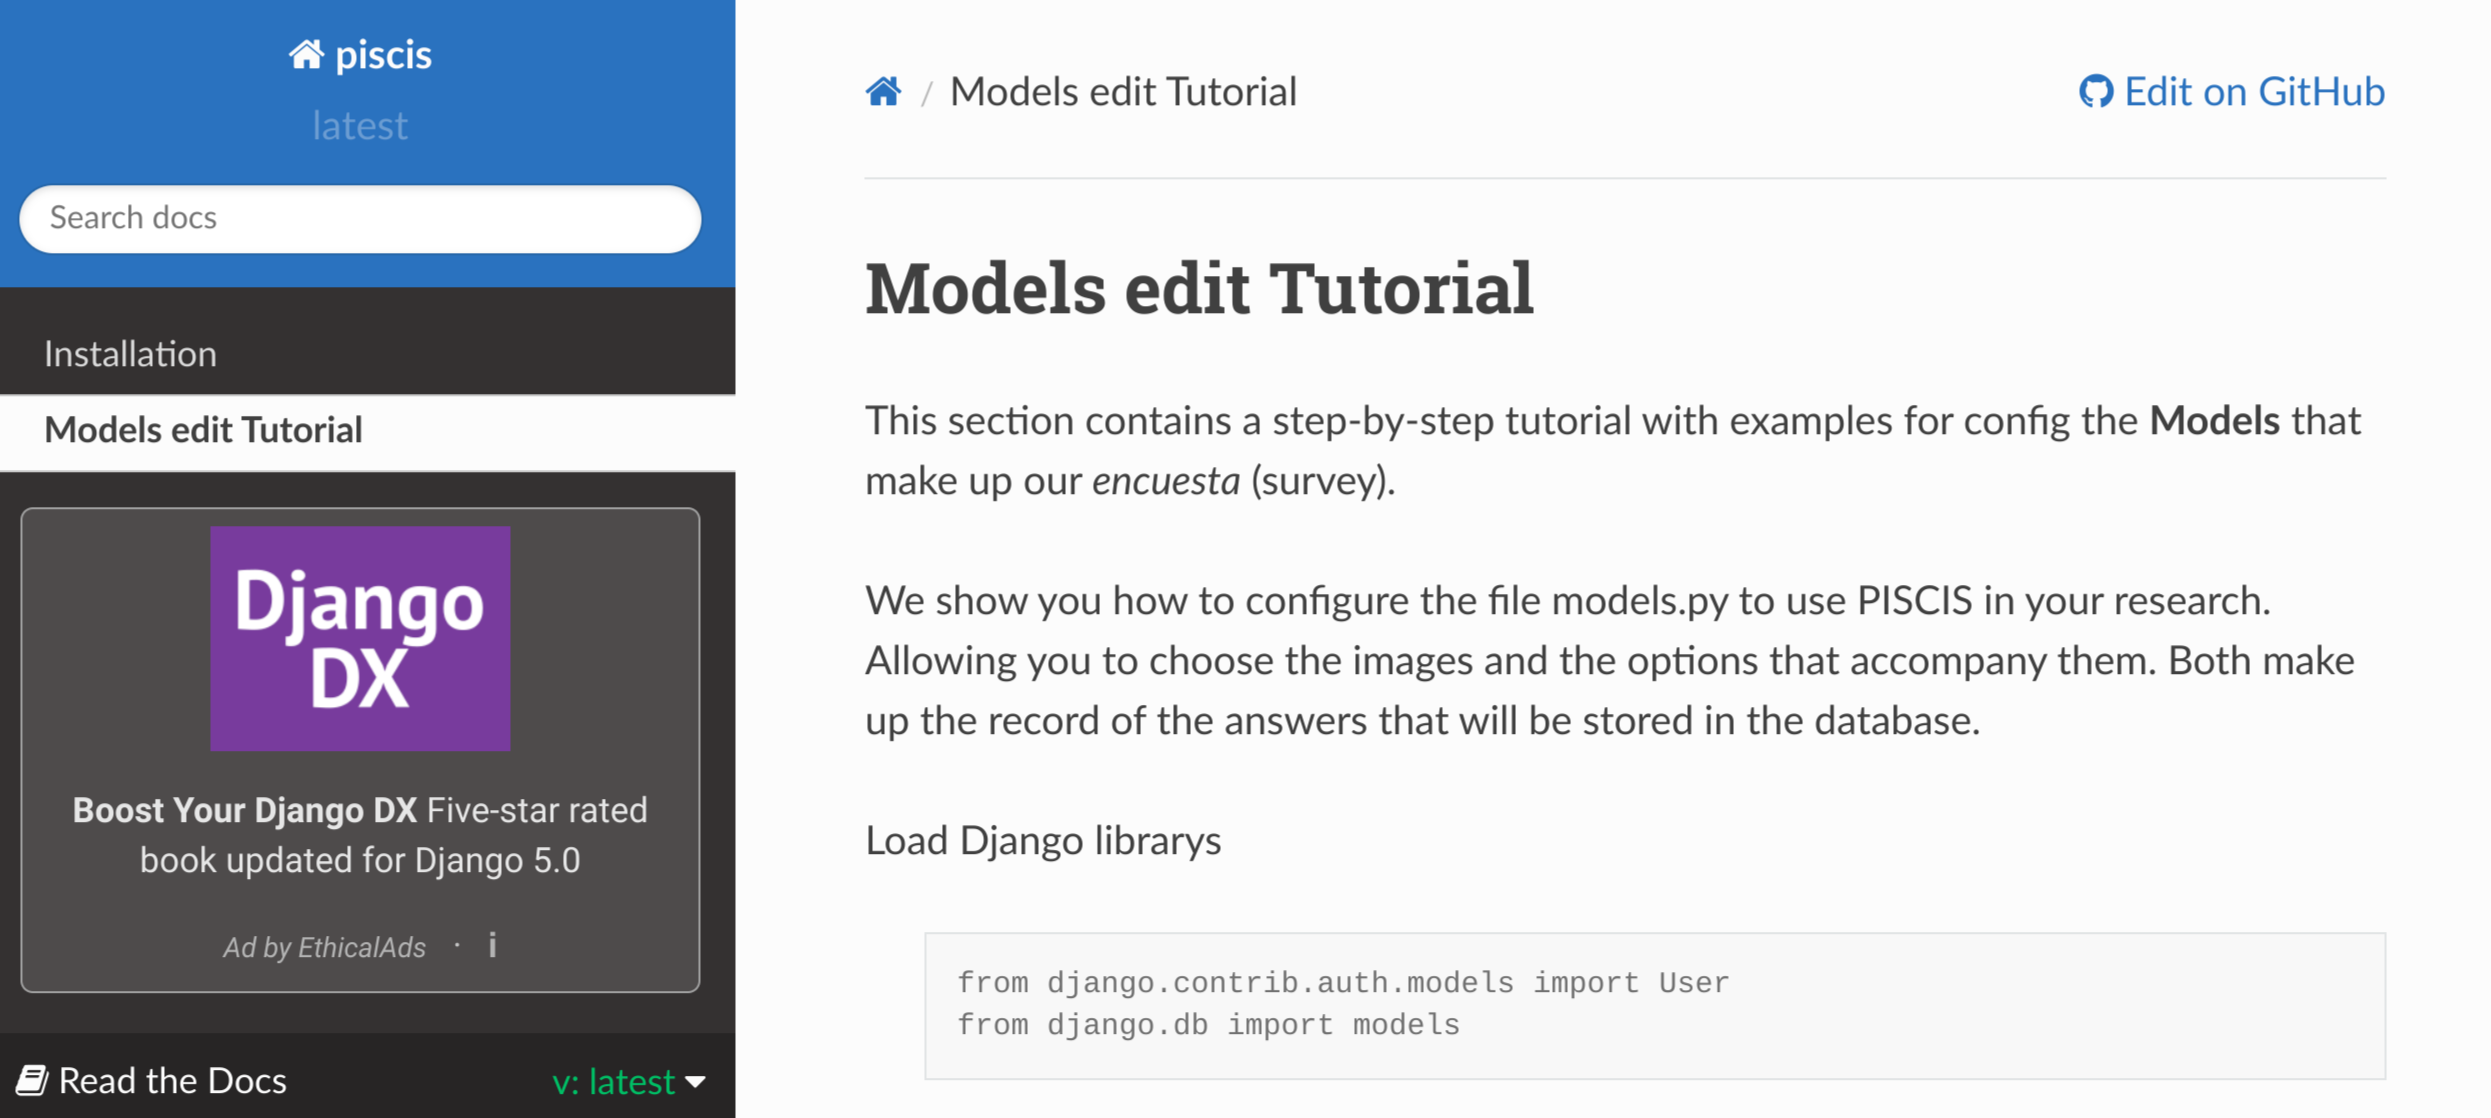 piscis
latest
Search docs
Installation
Models edit Tutorial
Django
DX
Boost Your Django DX Five-star rated
book updated for Django 5.0
Ad by EthicalAds · i
Read the Docs
v: latest
/ Models edit Tutorial
Edit on GitHub
Models edit Tutorial
This section contains a step-by-step tutorial with examples for config the Models that
make up our encuesta (survey).
We show you how to configure the file models.py to use PISCIS in your research.
Allowing you to choose the images and the options that accompany them. Both make
up the record of the answers that will be stored in the database.
Load Django librarys
from django.contrib.auth.models import User
from django.db import models